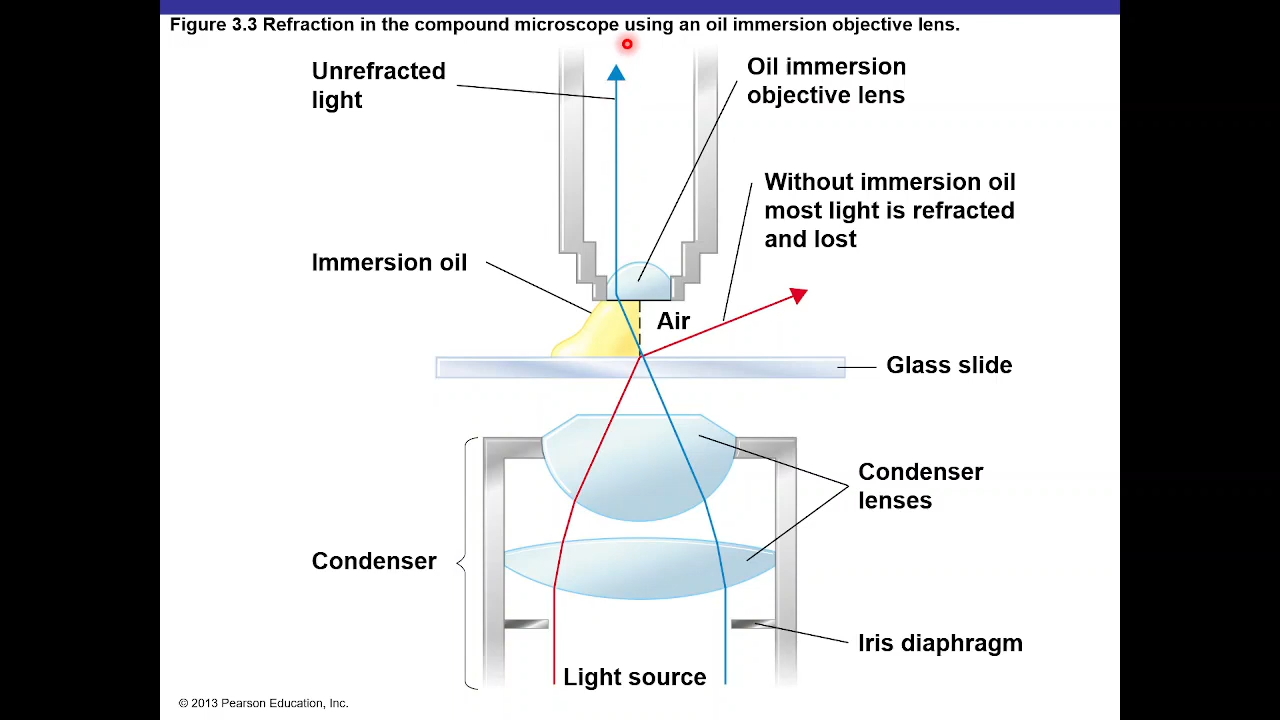 Figure 3.3 Refraction in the compound microscope using an oil immersion objective lens.
Unrefracted
light
Oil immersion
objective lens
Without immersion oil
most light is refracted
and lost
Immersion oil
Air
Glass slide
Condenser
lenses
Condenser
Iris diaphragm
Light source
© 2013 Pearson Education, Inc.